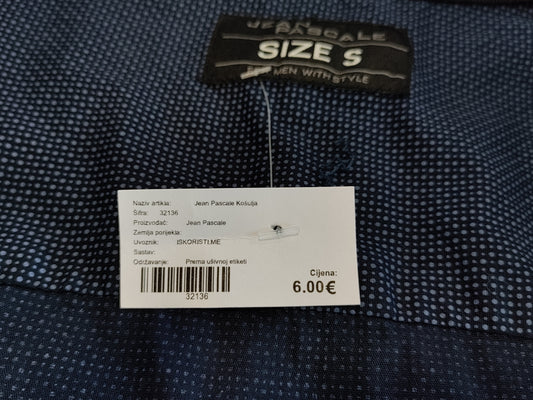 JEAN
PASCALE
SIZE S
MEN WITH STYLE
Naziv artikla: Jean Pascale Košulja
Šifra: 32136
Proizvođač: Jean Pascale
Zemlja porijekla:
Uvoznik: ISKORISTI.ME
Sastav:
Održavanje: Prema ušivnoj etiketi
32136
Cijena:
6.00€